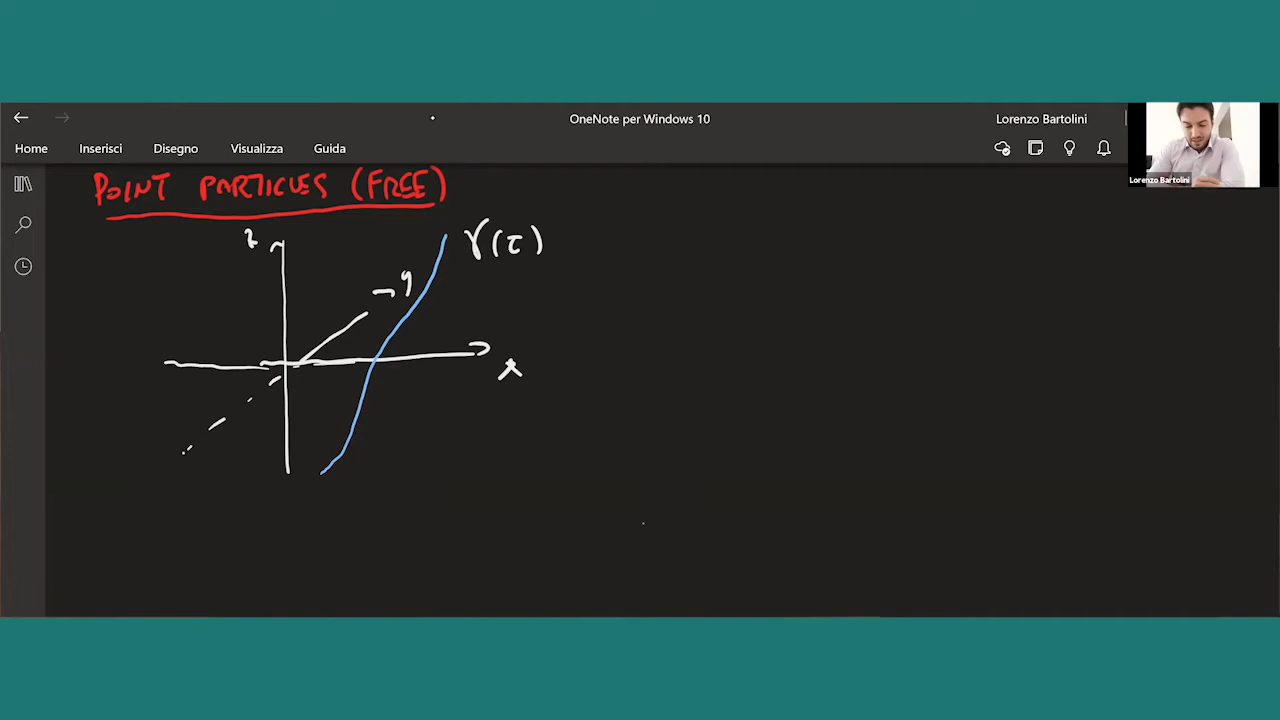 OneNote per Windows 10
Lorenzo Bartolini
Home Inserisci Disegno Visualizza Guida
Lorenzo Bartolini
POINT PARTICLES (FREE)
z
γ(τ)
y
x